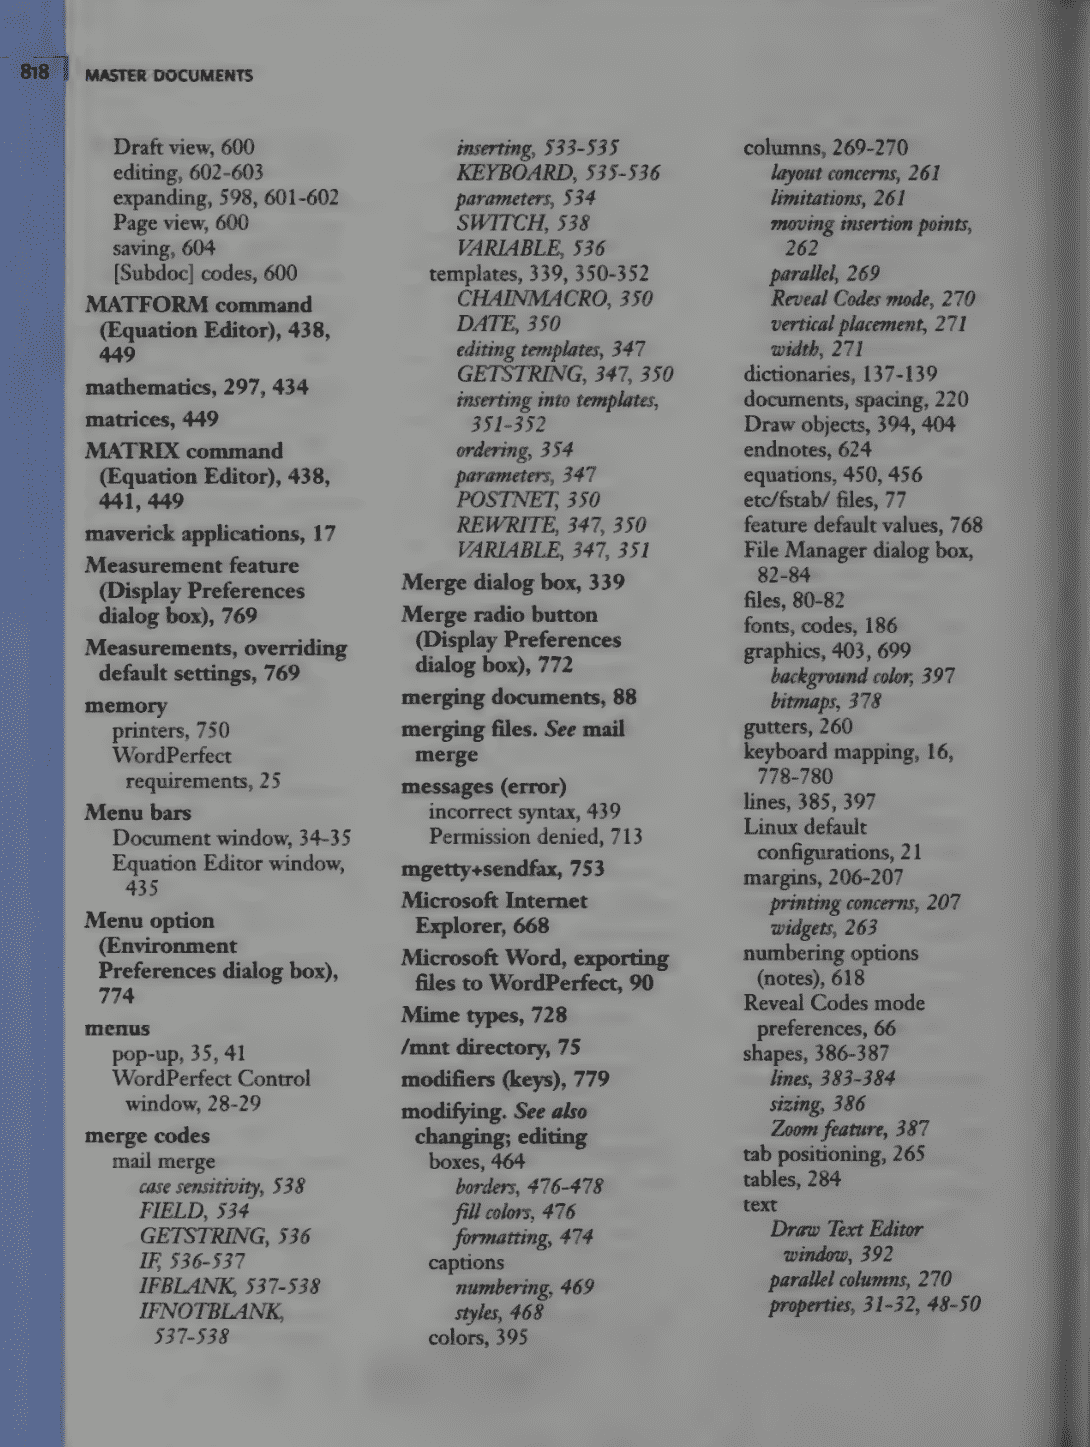 818
MASTER DOCUMENTS
Draft view, 600
editing, 602-603
expanding, 598, 601-602
Page view, 600
saving, 604
[Subdoc] codes, 600
MATFORM command
(Equation Editor), 438,
449
mathematics, 297, 434
matrices, 449
MATRIX command
(Equation Editor), 438,
441, 449
maverick applications, 17
Measurement feature
(Display Preferences
dialog box), 769
Measurements, overriding
default settings, 769
memory
printers, 750
WordPerfect
requirements, 25
Menu bars
Document window, 34-35
Equation Editor window,
435
Menu option
(Environment
Preferences dialog box),
774
menus
pop-up, 35, 41
WordPerfect Control
window, 28-29
merge codes
mail merge
case sensitivity, 538
FIELD, 534
GETSTRING, 536
IF, 536-537
IFBLANK, 537-538
IFNOTBLANK,
537-538
inserting, 533-535
KEYBOARD, 535-536
parameters, 534
SWITCH, 538
VARIABLE, 536
templates, 339, 350-352
CHAINMACRO, 350
DATE, 350
editing templates, 347
GETSTRING, 347, 350
inserting into templates,
351-352
ordering, 354
parameters, 347
POSTNET, 350
REWRITE, 347, 350
VARIABLE, 347, 351
Merge dialog box, 339
Merge radio button
(Display Preferences
dialog box), 772
merging documents, 88
merging files. See mail
merge
messages (error)
incorrect syntax, 439
Permission denied, 713
mgetty+sendfax, 753
Microsoft Internet
Explorer, 668
Microsoft Word, exporting
files to WordPerfect, 90
Mime types, 728
/mnt directory, 75
modifiers (keys), 779
modifying. See also
changing; editing
boxes, 464
borders, 476-478
fill colors, 476
formatting, 474
captions
numbering, 469
styles, 468
colors, 395
columns, 269-270
layout concerns, 261
limitations, 261
moving insertion points,
262
parallel, 269
Reveal Codes mode, 270
vertical placement, 271
width, 271
dictionaries, 137-139
documents, spacing, 220
Draw objects, 394, 404
endnotes, 624
equations, 450, 456
etc/fstab/ files, 77
feature default values, 768
File Manager dialog box,
82-84
files, 80-82
fonts, codes, 186
graphics, 403, 699
background color, 397
bitmaps, 378
gutters, 260
keyboard mapping, 16,
778-780
lines, 385, 397
Linux default
configurations, 21
margins, 206-207
printing concerns, 207
widgets, 263
numbering options
(notes), 618
Reveal Codes mode
preferences, 66
shapes, 386-387
lines, 383-384
sizing, 386
Zoom feature, 387
tab positioning, 265
tables, 284
text
Draw Text Editor
window, 392
parallel columns, 270
properties, 31-32, 48-50